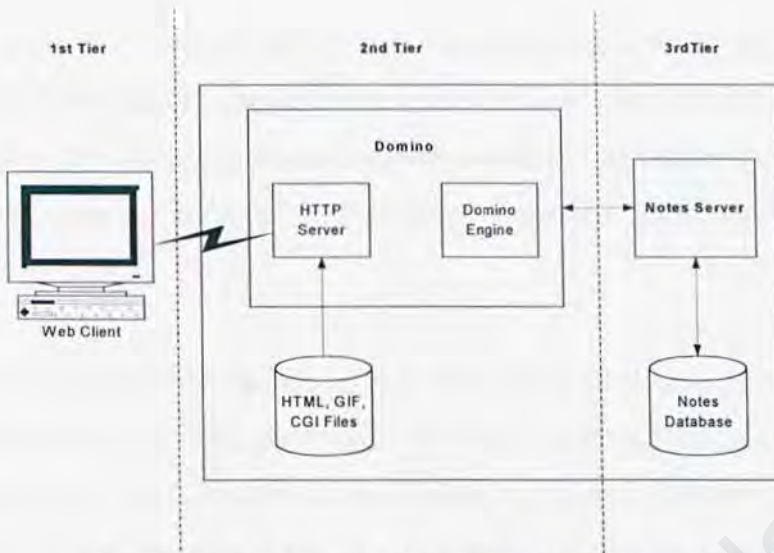 1st Tier
2nd Tier
3rdTier
Domino
HTTP
Server
Domino
Engine
Notes Server
Web Client
HTML, GIF,
CGI Files
Notes
Database